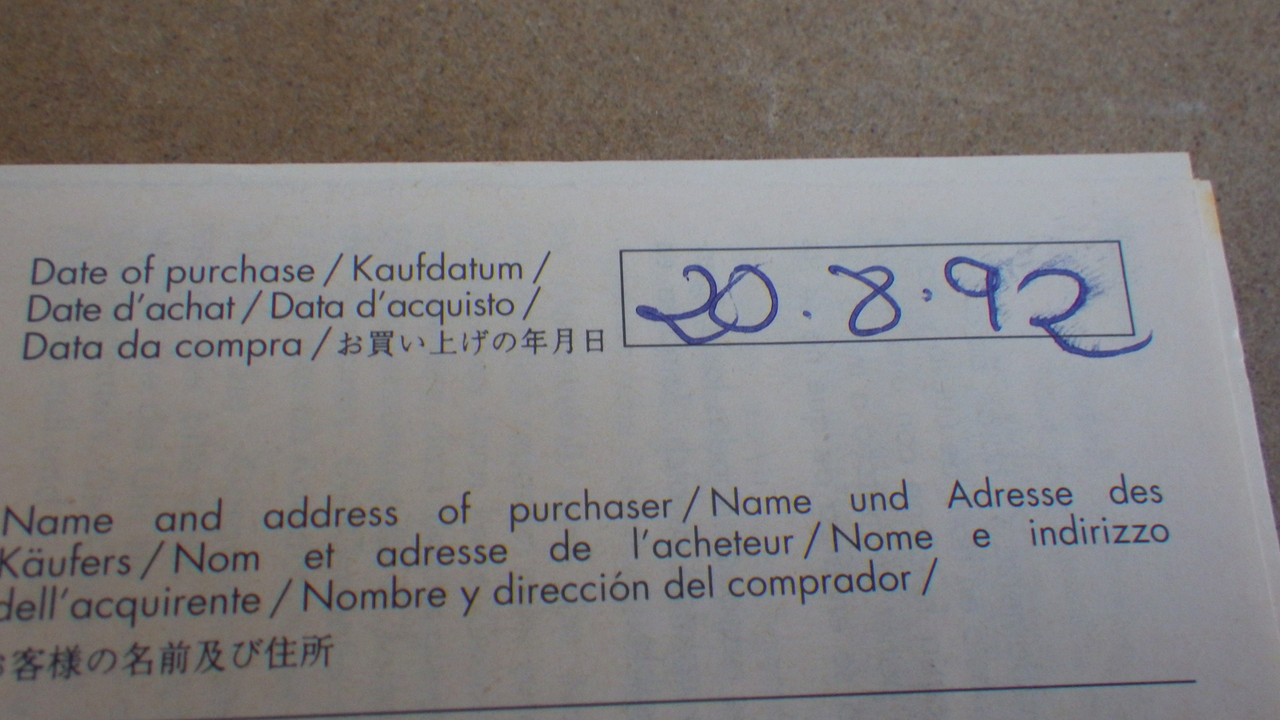 Date of purchase / Kaufdatum /
Date d'achat / Data d'acquisto /
Data da compra / お買い上げの年月日
20.8.92
Name and address of purchaser / Name und Adresse des
Käufers / Nom et adresse de l'acheteur / Nome e indirizzo
dell'acquirente / Nombre y dirección del comprador /
お客様の名前及び住所